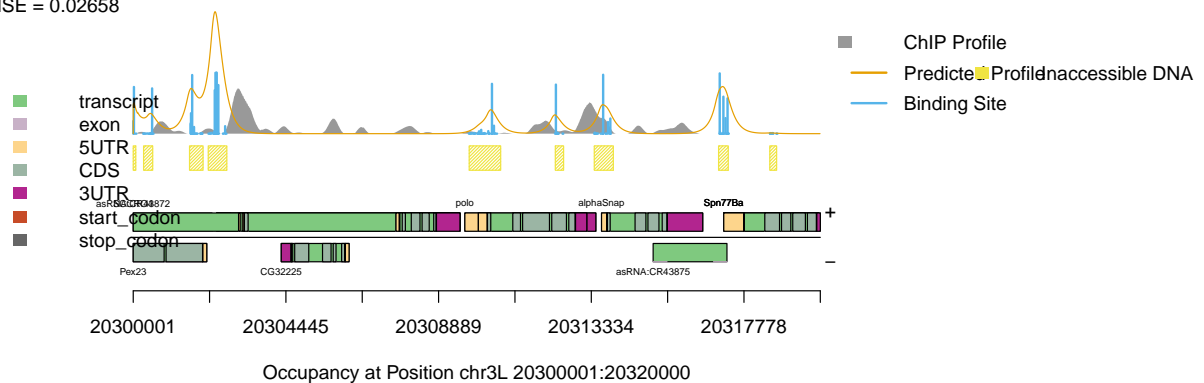 NSE = 0.02658
ChIP Profile
Predicted Profile Inaccessible DNA
Binding Site
transcript
exon
5UTR
CDS
3UTR
start_codon
stop_codon
polo
alphaSnap
Spn77Ba
+
Pex23
CG32225
asRNA:CR43875
−
20300001
20304445
20308889
20313334
20317778
Occupancy at Position chr3L 20300001:20320000